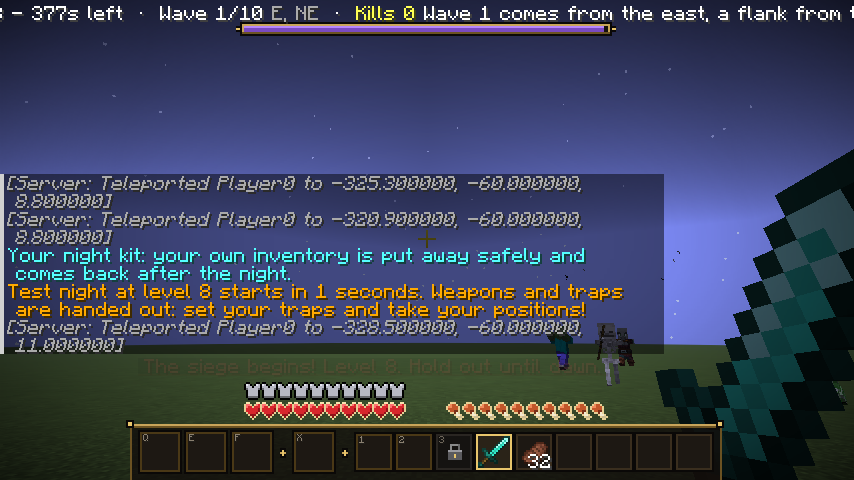 – 377s left · Wave 1/10 E, NE · Kills 0 Wave 1 comes from the east, a flank from
[Server: Teleported Player0 to -325.300000, -60.000000,
8.800000]
[Server: Teleported Player0 to -320.900000, -60.000000,
8.800000]
Your night kit: your own inventory is put away safely and
comes back after the night.
Test night at level 8 starts in 1 seconds. Weapons and traps
are handed out: set your traps and take your positions!
[Server: Teleported Player0 to -328.500000, -60.000000,
11.000000]
The siege begins! Level 8. Hold out until dawn.
Q E F X 1 2 3
32